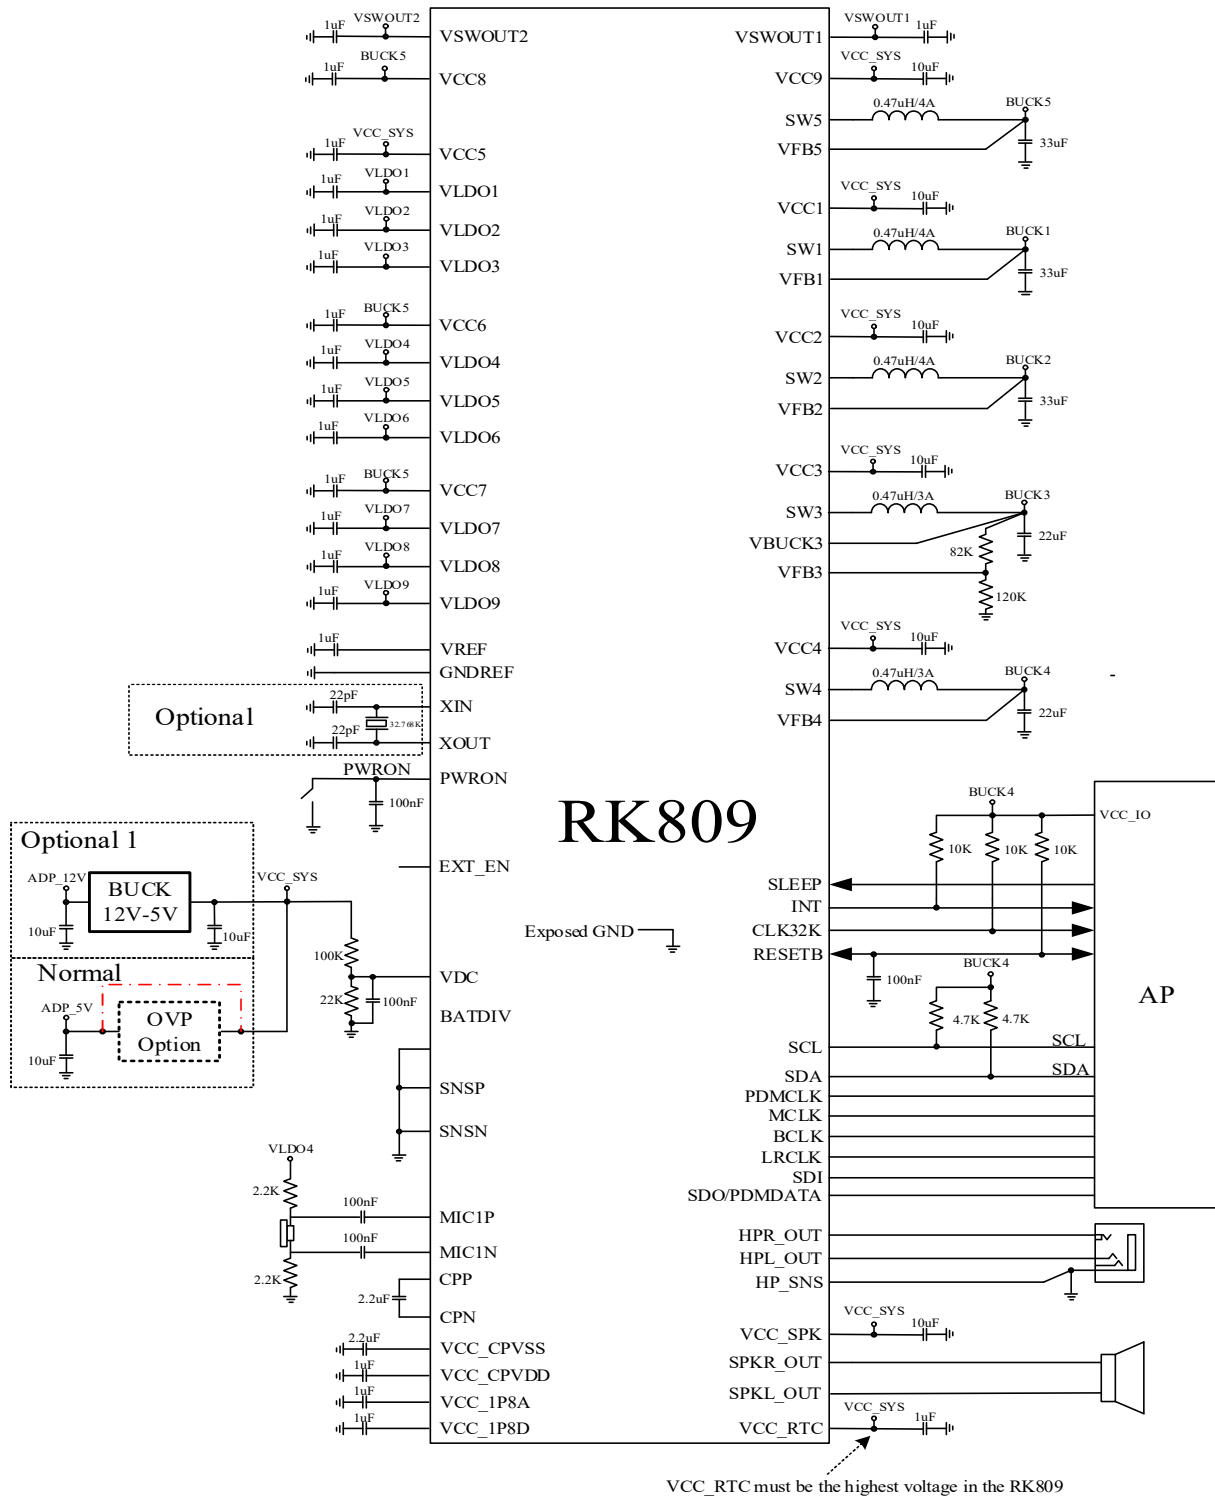 VSWOUT2
1uF
VSWOUT2
BUCK5
1uF
VCC8
VCC_SYS
1uF
VCC5
VLDO1
1uF
VLDO1
VLDO2
1uF
VLDO2
VLDO3
1uF
VLDO3
BUCK5
1uF
VCC6
VLDO4
1uF
VLDO4
VLDO5
1uF
VLDO5
VLDO6
1uF
VLDO6
BUCK5
1uF
VCC7
VLDO7
1uF
VLDO7
VLDO8
1uF
VLDO8
VLDO9
1uF
VLDO9
1uF
VREF
GNDREF
Optional
22pF
XIN
32.768K
22pF
XOUT
PWRON
PWRON
100nF
EXT_EN
Optional 1
ADP_12V
BUCK
12V-5V
VCC_SYS
10uF
10uF
100K
Normal
VDC
22K
100nF
ADP_5V
OVP
Option
10uF
BATDIV
SNSP
SNSN
VLDO4
2.2K
100nF
MIC1P
100nF
MIC1N
2.2K
CPP
2.2uF
CPN
2.2uF
VCC_CPVSS
1uF
VCC_CPVDD
1uF
VCC_1P8A
1uF
VCC_1P8D
RK809
Exposed GND
VSWOUT1
VSWOUT1
1uF
VCC_SYS
VCC9
10uF
0.47uH/4A
BUCK5
SW5
VFB5
33uF
VCC_SYS
VCC1
10uF
0.47uH/4A
BUCK1
SW1
VFB1
33uF
VCC_SYS
VCC2
10uF
0.47uH/4A
BUCK2
SW2
VFB2
33uF
VCC_SYS
VCC3
10uF
0.47uH/3A
BUCK3
SW3
22uF
VBUCK3
82K
VFB3
120K
VCC_SYS
VCC4
10uF
0.47uH/3A
BUCK4
-
SW4
VFB4
22uF
BUCK4
VCC_IO
10K
10K
10K
SLEEP
INT
CLK32K
RESETB
BUCK4
100nF
AP
4.7K
4.7K
SCL
SCL
SDA
SDA
PDMCLK
MCLK
BCLK
LRCLK
SDI
SDO/PDMDATA
HPR_OUT
HPL_OUT
HP_SNS
VCC_SYS
VCC_SPK
10uF
SPKR_OUT
SPKL_OUT
VCC_SYS
VCC_RTC
1uF
VCC_RTC must be the highest voltage in the RK809